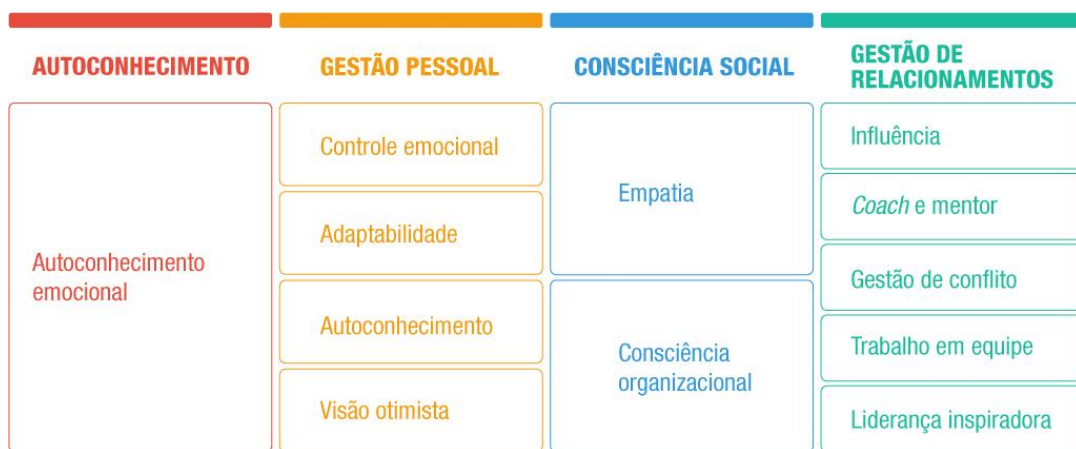 AUTOCONHECIMENTO
Autoconhecimento
emocional
GESTÃO PESSOAL
Controle emocional
Adaptabilidade
Autoconhecimento
Visão otimista
CONSCIÊNCIA SOCIAL
Empatia
Consciência
organizacional
GESTÃO DE
RELACIONAMENTOS
Influência
Coach e mentor
Gestão de conflito
Trabalho em equipe
Liderança inspiradora